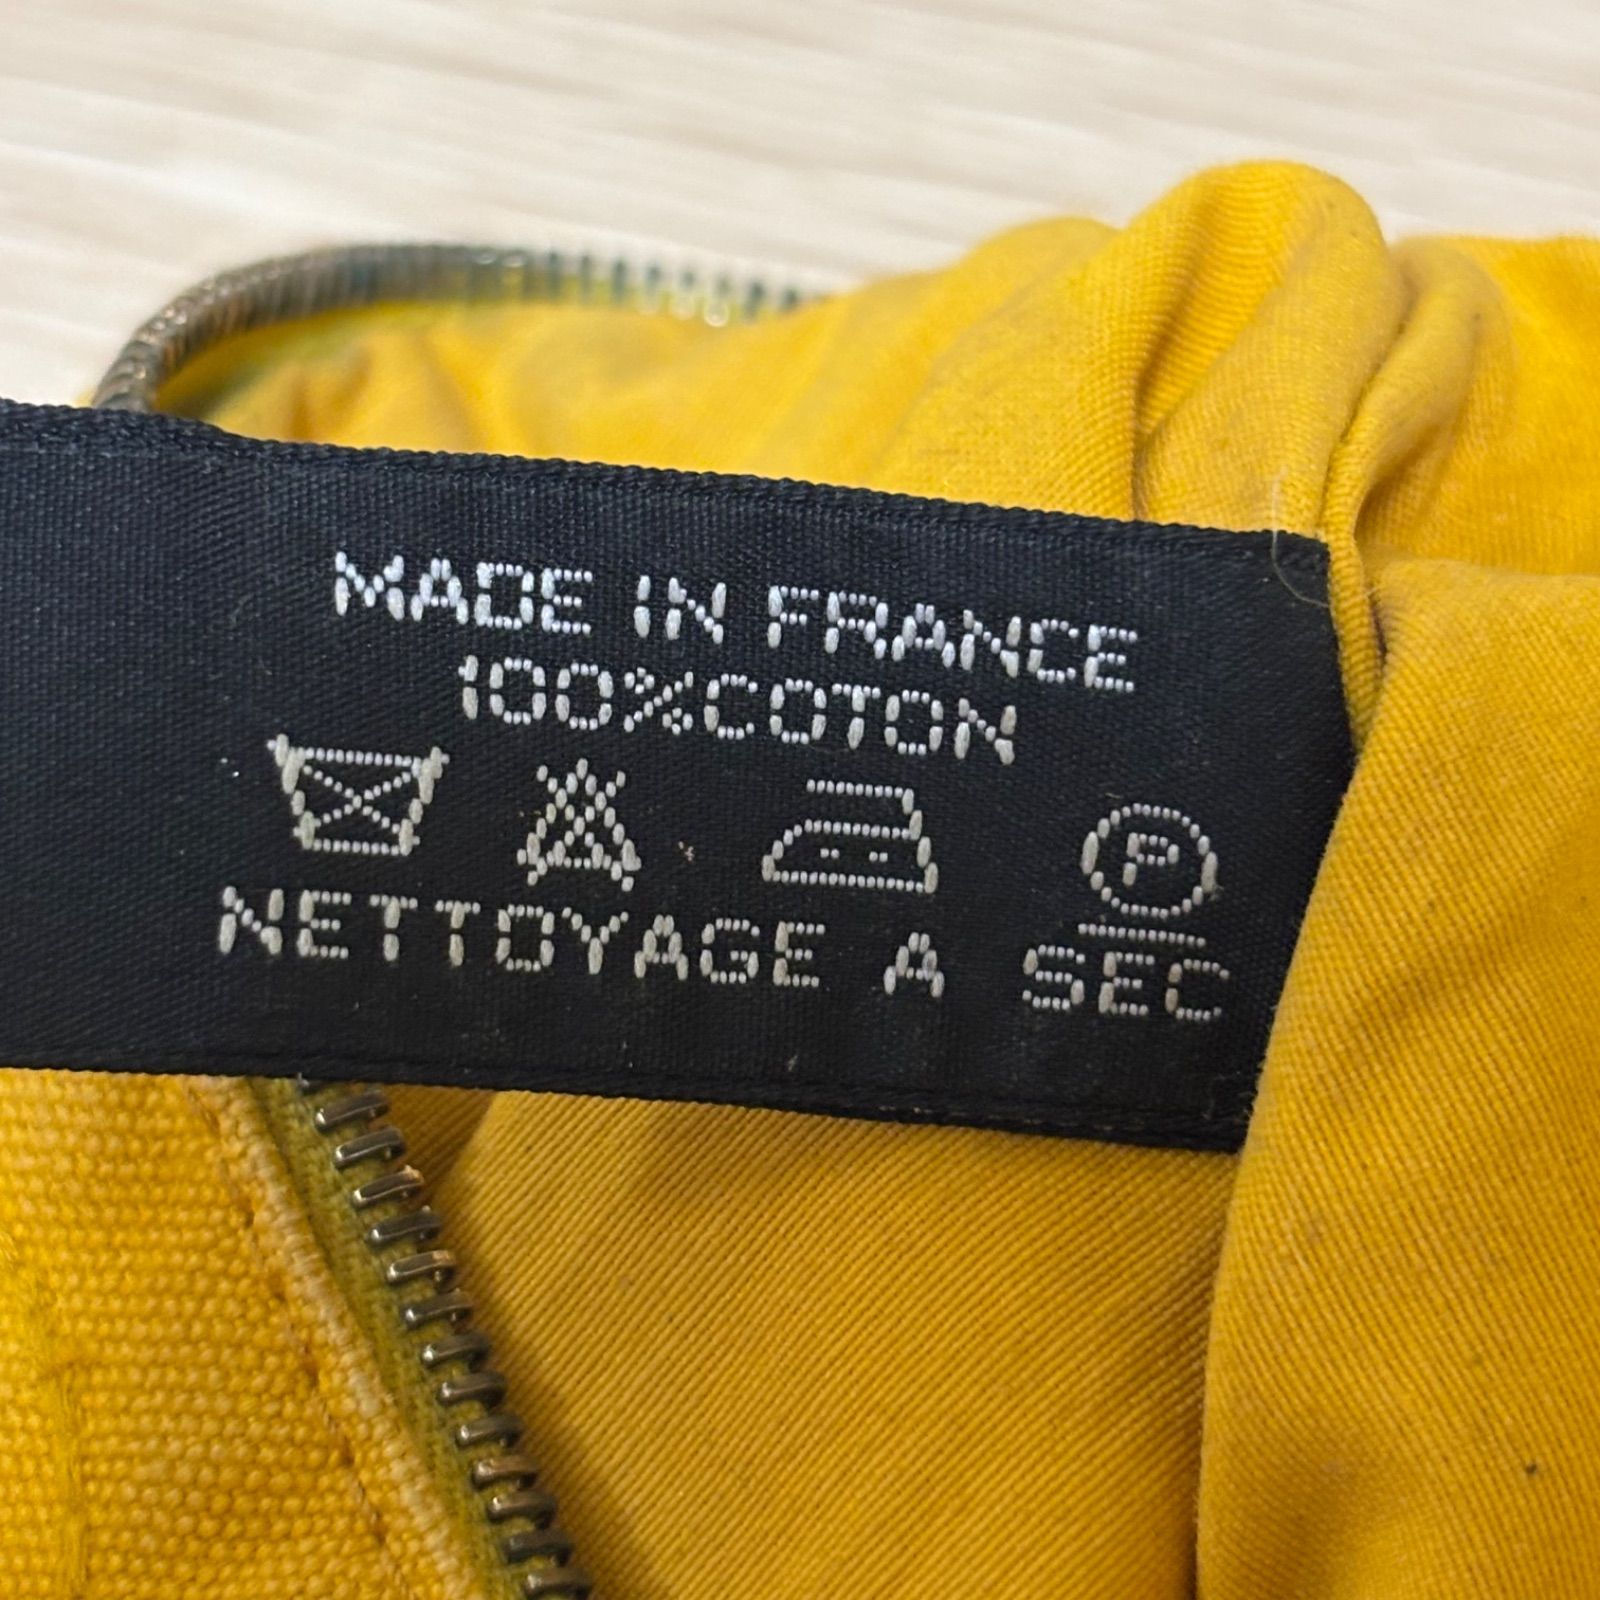 MADE IN FRANCE
100%COTON
P
NETTOYAGE A SEC